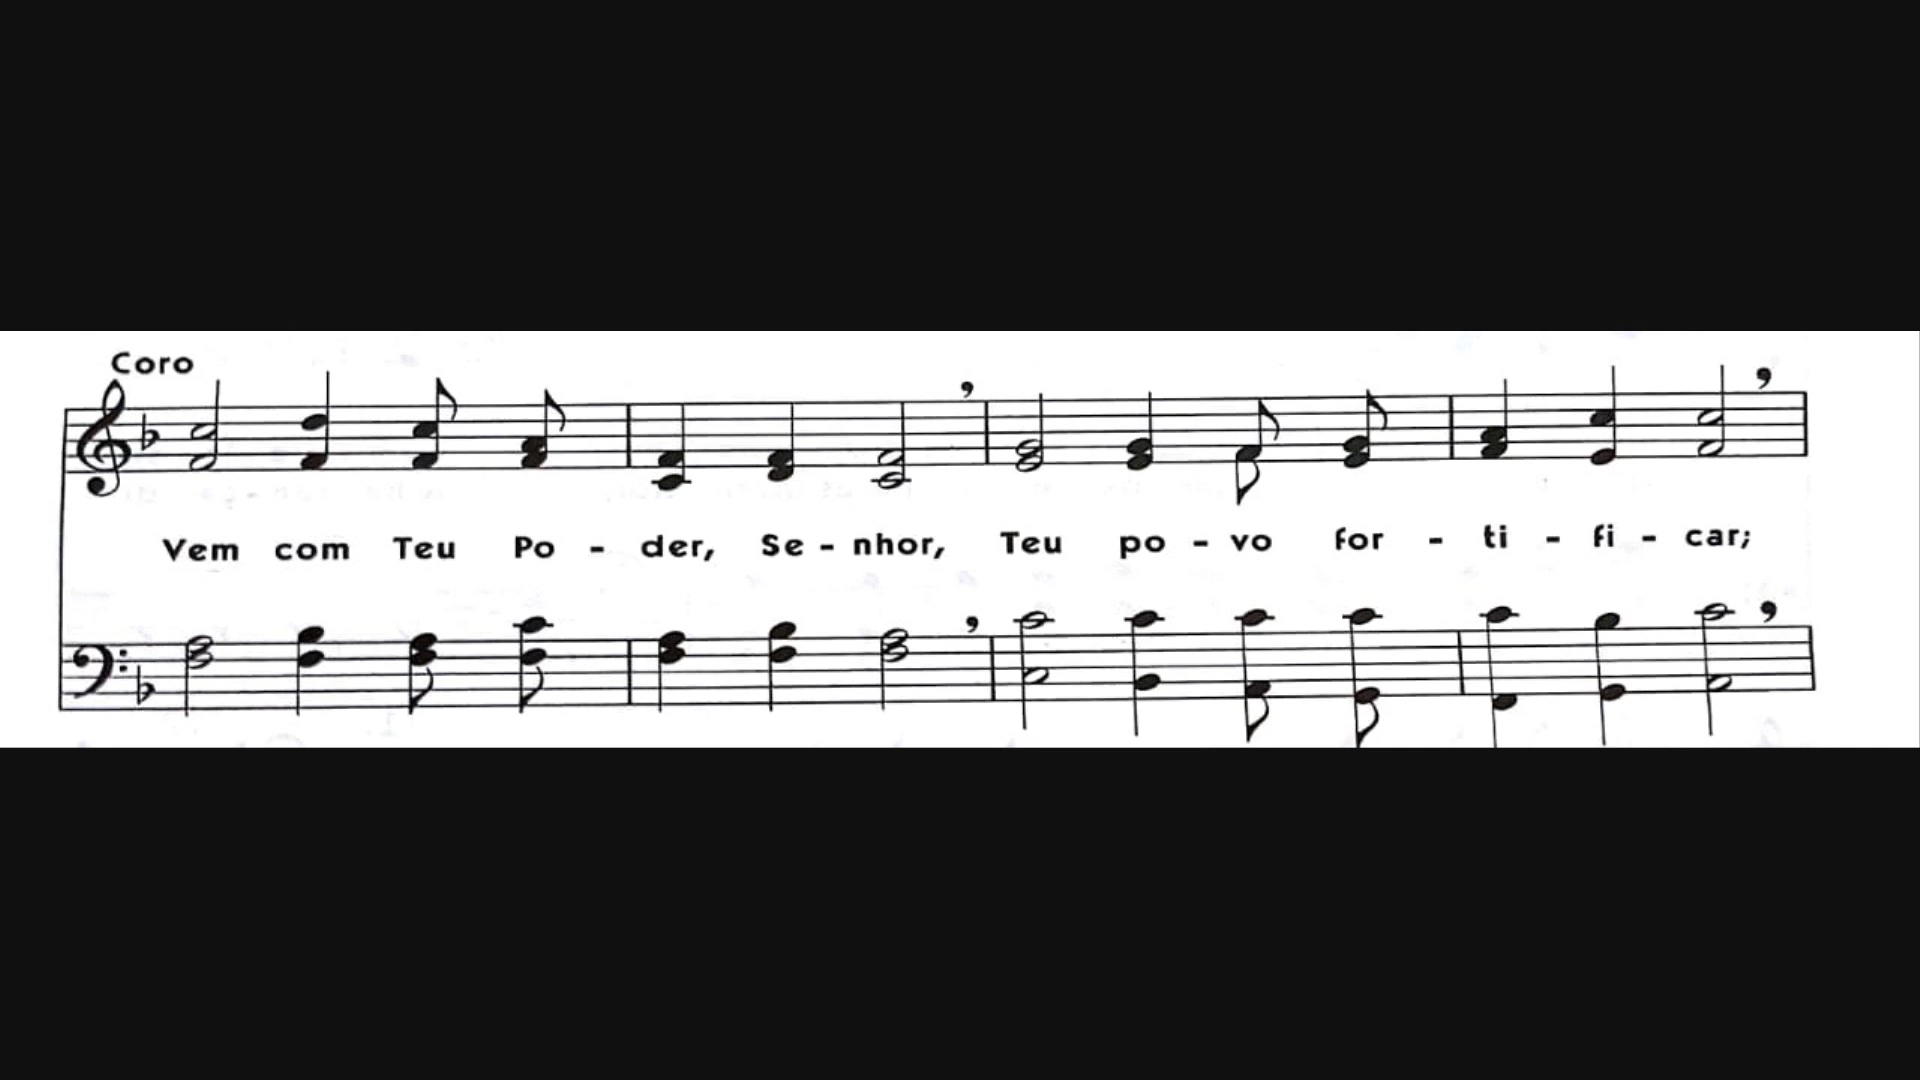 Coro
Vem com Teu Po - der, Se - nhor, Teu po - vo for - ti - fi - car;